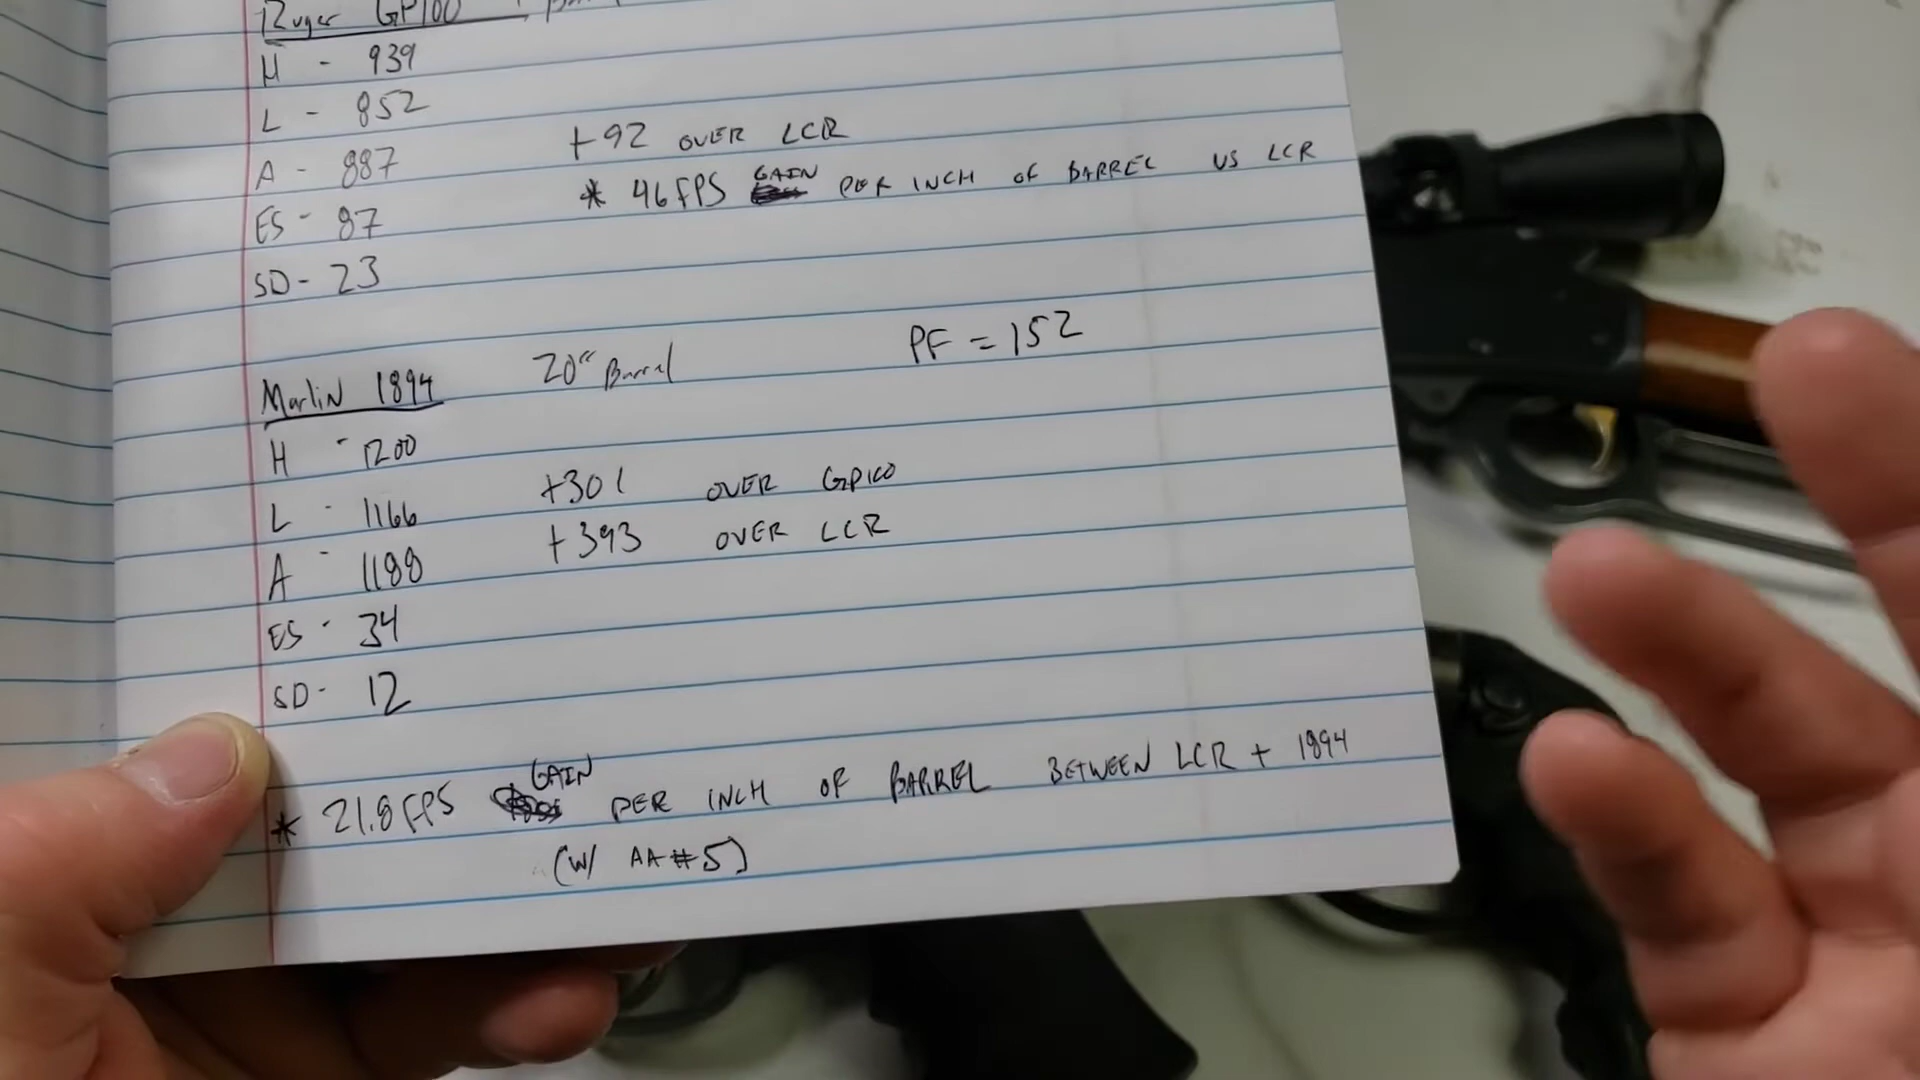 Ruger GP100
H - 939
L - 852
A - 887
ES - 87
SD - 23
+92 OVER LCR
* 46 FPS GAIN PER INCH OF BARREL VS LCR
Marlin 1894 20" Barrel PF = 152
H - 1200
L - 1166
A - 1188
ES - 34
SD - 12
+301 OVER GP100
+393 OVER LCR
* 21.8 FPS GAIN PER INCH OF BARREL BETWEEN LCR + 1894
(W/ AA #5)